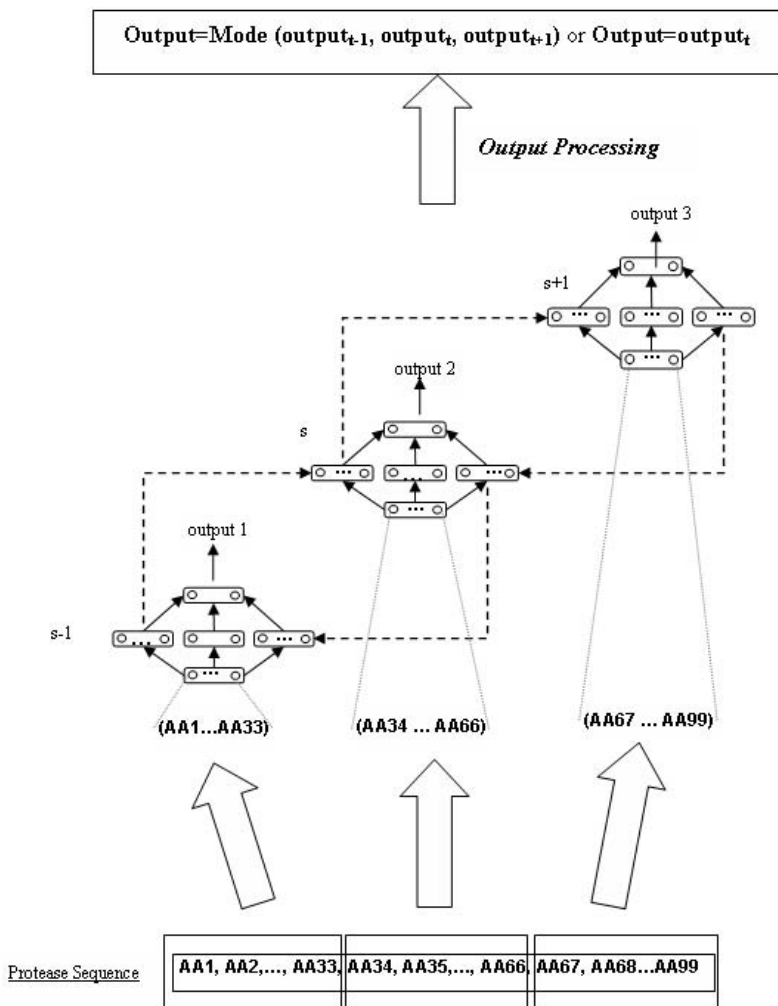 Output=Mode (output_{t-1}, output_t, output_{t+1}) or Output=output_t
Output Processing
output 3
s+1
output 2
s
output 1
s-1
(AA1...AA33)
(AA34 ... AA66)
(AA67 ... AA99)
Protease Sequence
AA1, AA2,..., AA33, AA34, AA35,..., AA66, AA67, AA68...AA99